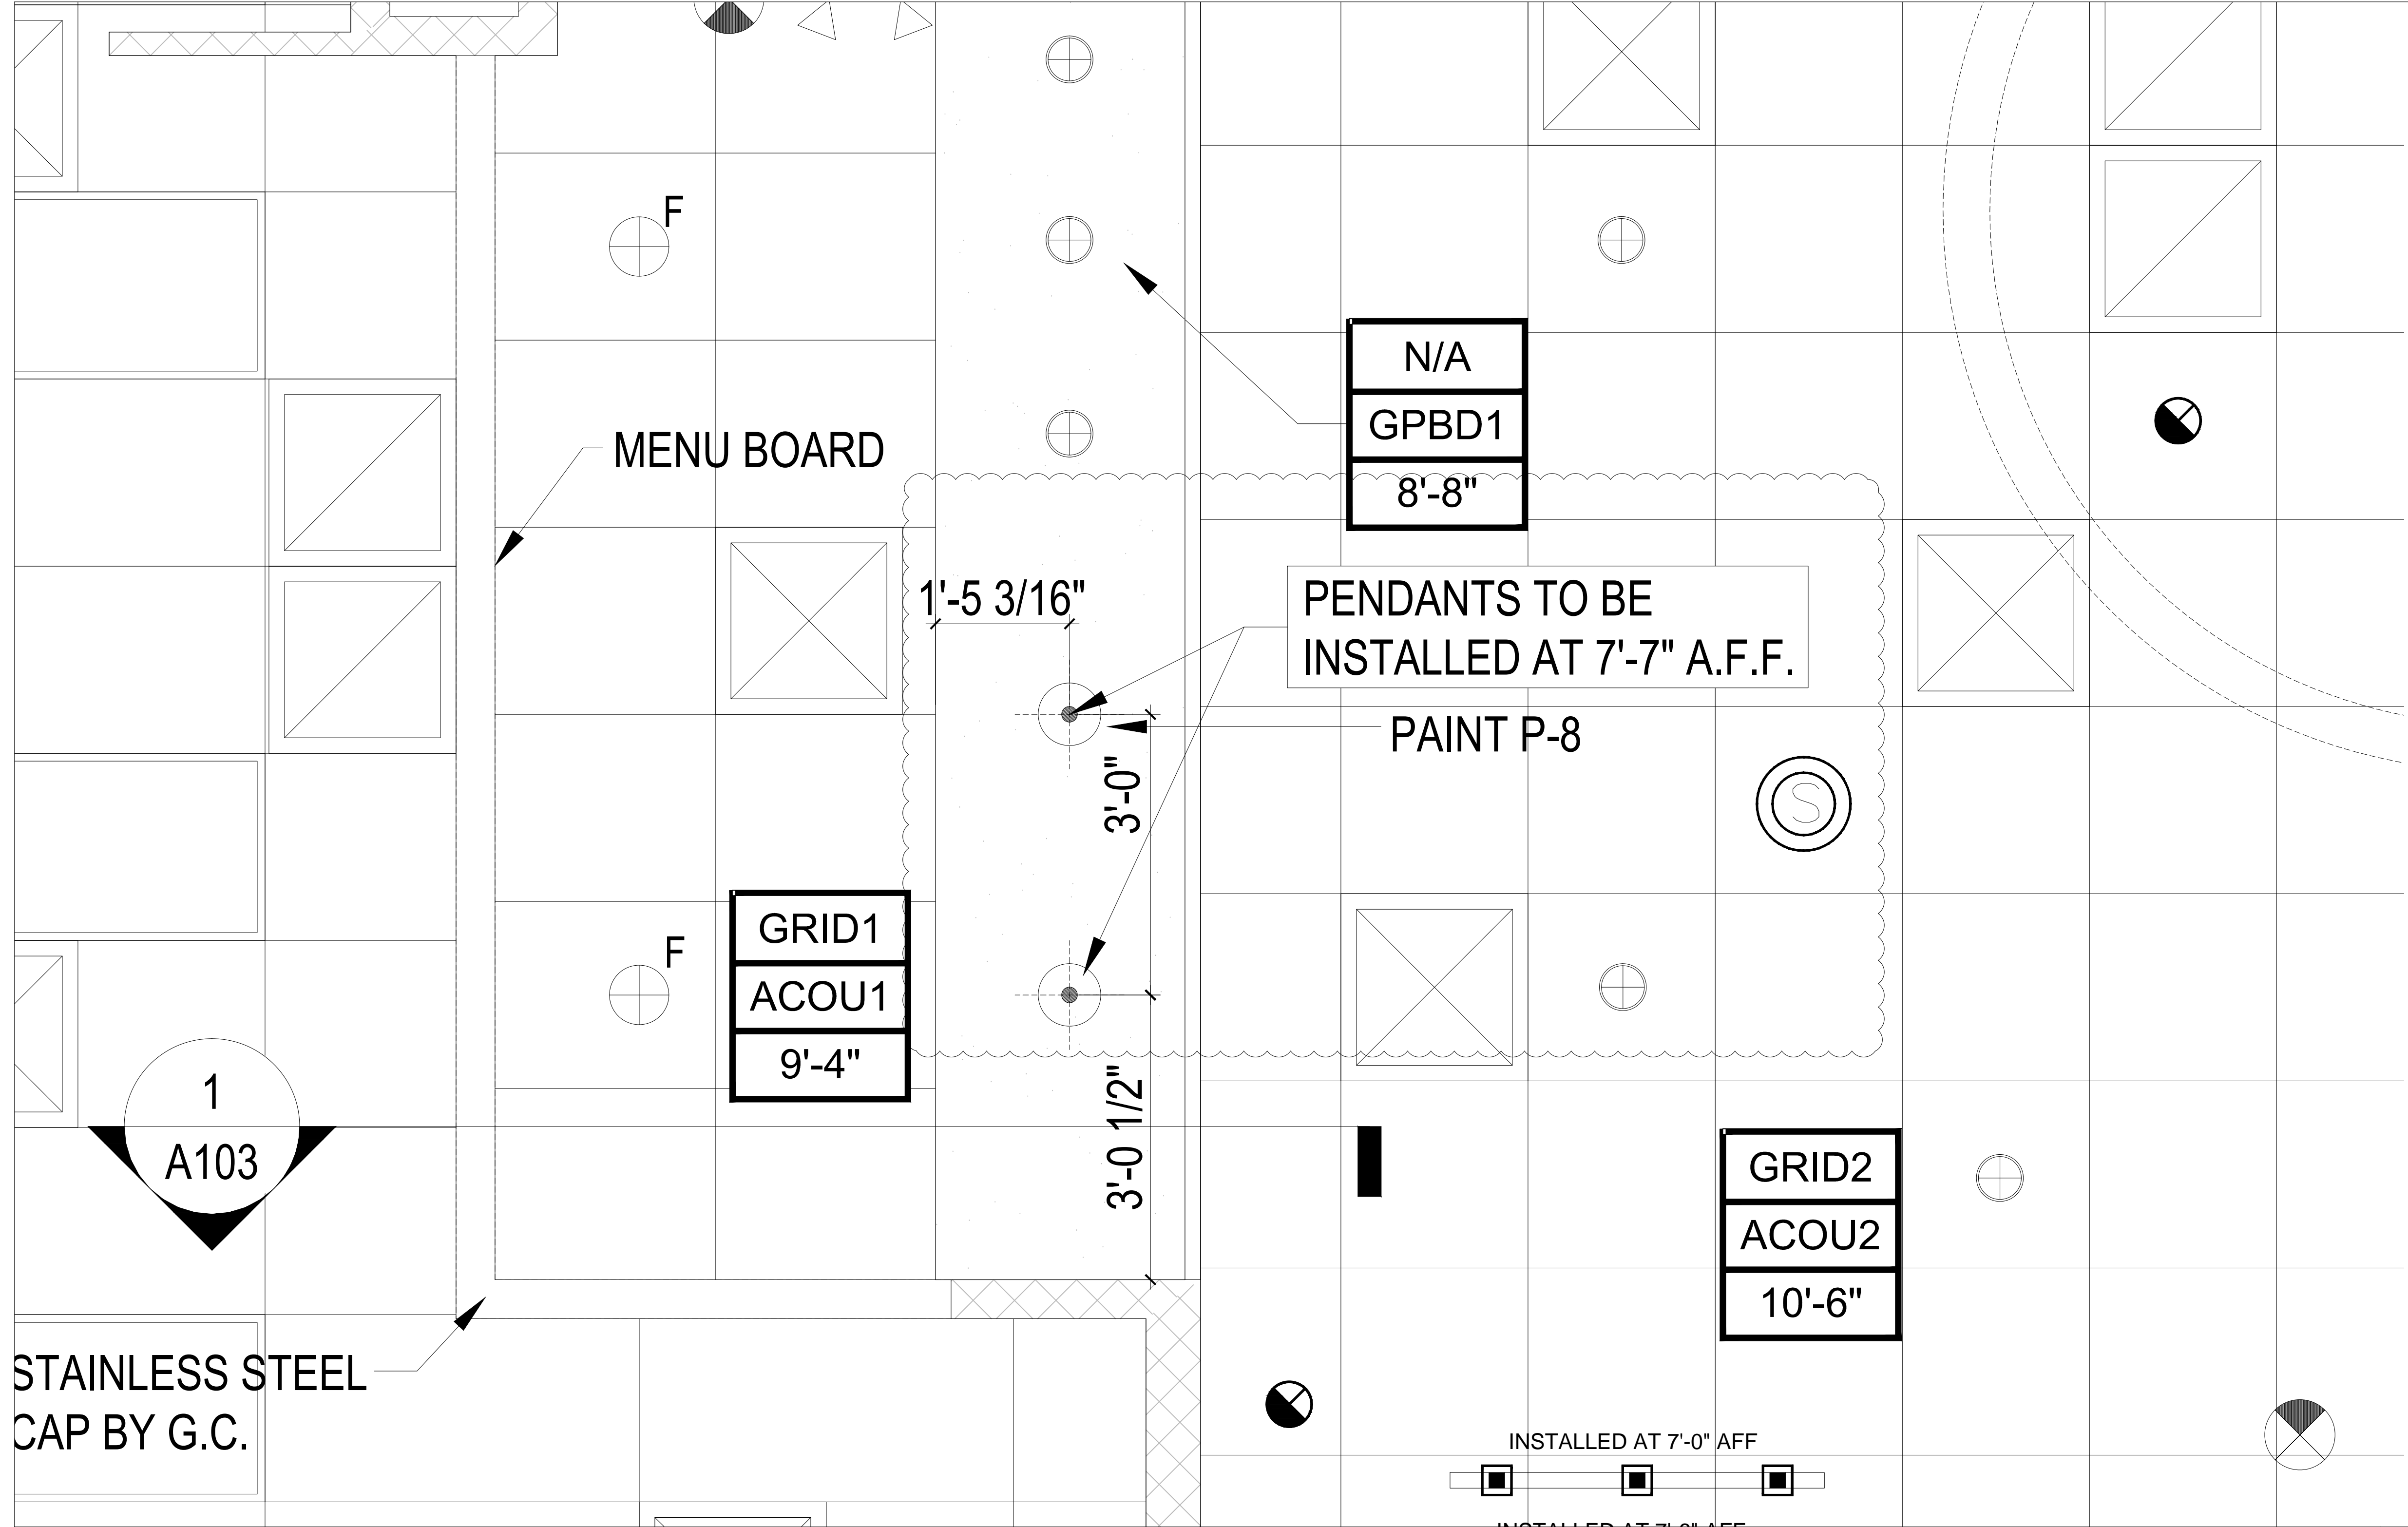 F
N/A
GPBD1
8'-8"
MENU BOARD
1'-5 3/16"
PENDANTS TO BE
INSTALLED AT 7'-7" A.F.F.
PAINT P-8
3'-0"
S
F
GRID1
ACOU1
9'-4"
1
A103
3'-0 1/2"
GRID2
ACOU2
10'-6"
STAINLESS STEEL
CAP BY G.C.
INSTALLED AT 7'-0" AFF
INSTALLED AT